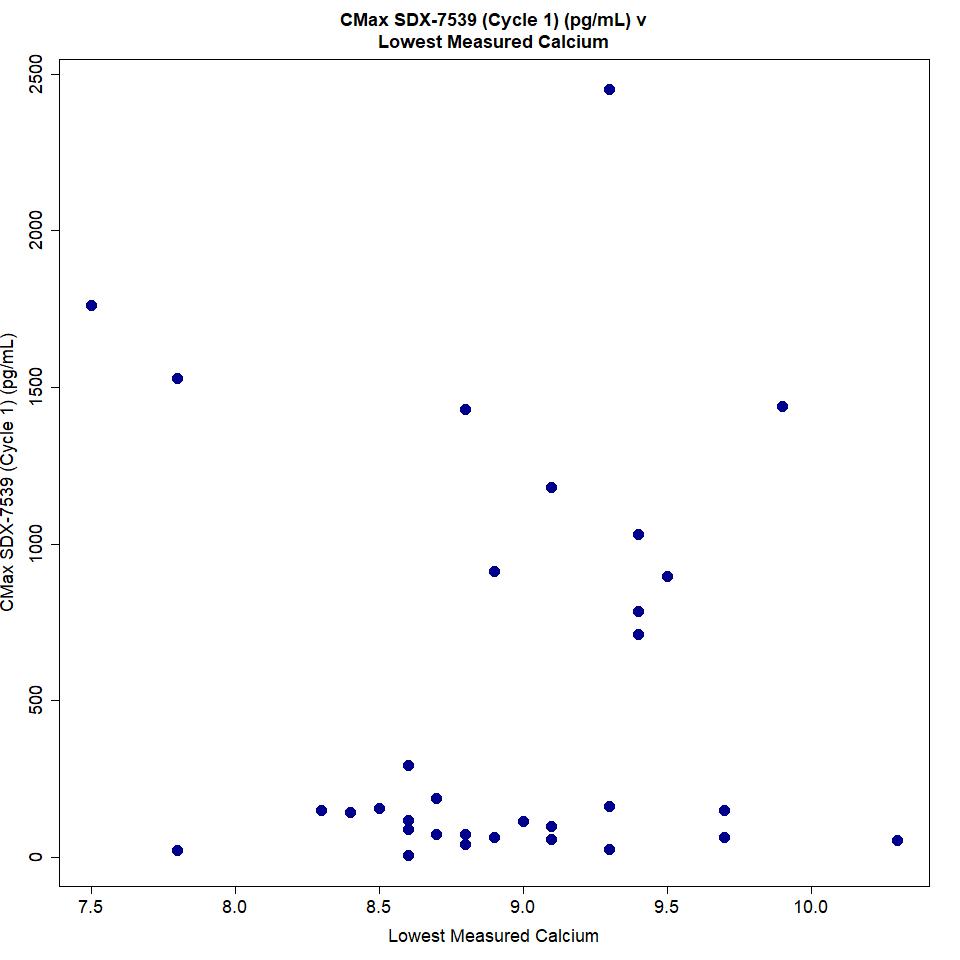 CMax SDX-7539 (Cycle 1) (pg/mL) v
Lowest Measured Calcium
2500
2000
1500
1000
500
0
CMax SDX-7539 (Cycle 1) (pg/mL)
7.5 8.0 8.5 9.0 9.5 10.0
Lowest Measured Calcium